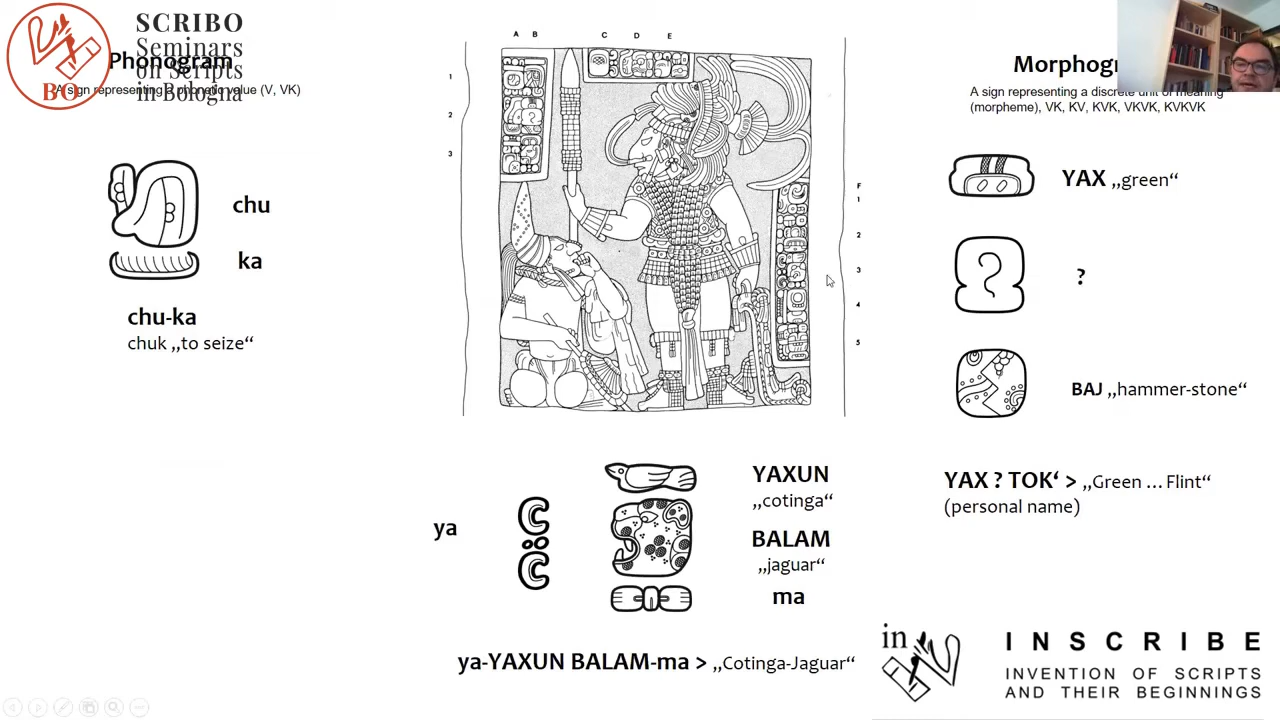 SCRIBO
Seminars
on Scripts
in Bologna
BO
Phonogram
A sign representing a phonetic value (V, VK)
chu
ka
chu-ka
chuk „to seize“
A B C D E
1
2
3
F
1
2
3
4
5
ya
YAXUN
„cotinga“
BALAM
„jaguar“
ma
ya-YAXUN BALAM-ma > „Cotinga-Jaguar“
A sign representing a discrete unit of meaning
(morpheme), VK, KV, KVK, VKVK, KVKVK
YAX „green“
?
BAJ „hammer-stone“
YAX ? TOK‘ > „Green … Flint“
(personal name)
in
INSCRIBE
INVENTION OF SCRIPTS
AND THEIR BEGINNINGS